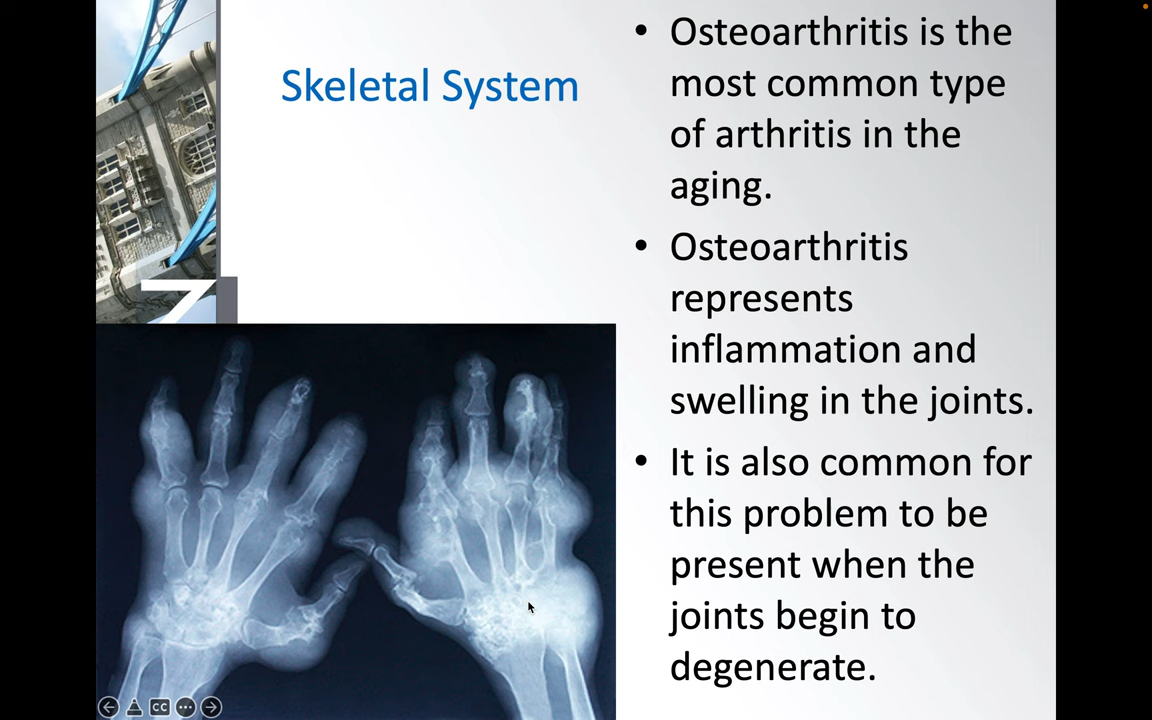 Skeletal System
• Osteoarthritis is the
most common type
of arthritis in the
aging.
• Osteoarthritis
represents
inflammation and
swelling in the joints.
• It is also common for
this problem to be
present when the
joints begin to
degenerate.
CC